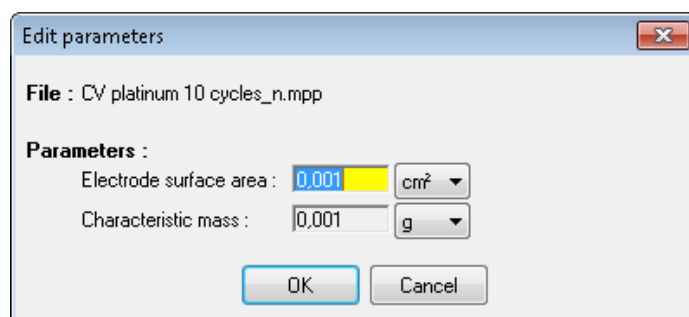 Edit parameters
File : CV platinum 10 cycles_n.mpp
Parameters :
Electrode surface area : 0,001 cm²
Characteristic mass : 0,001 g
OK Cancel